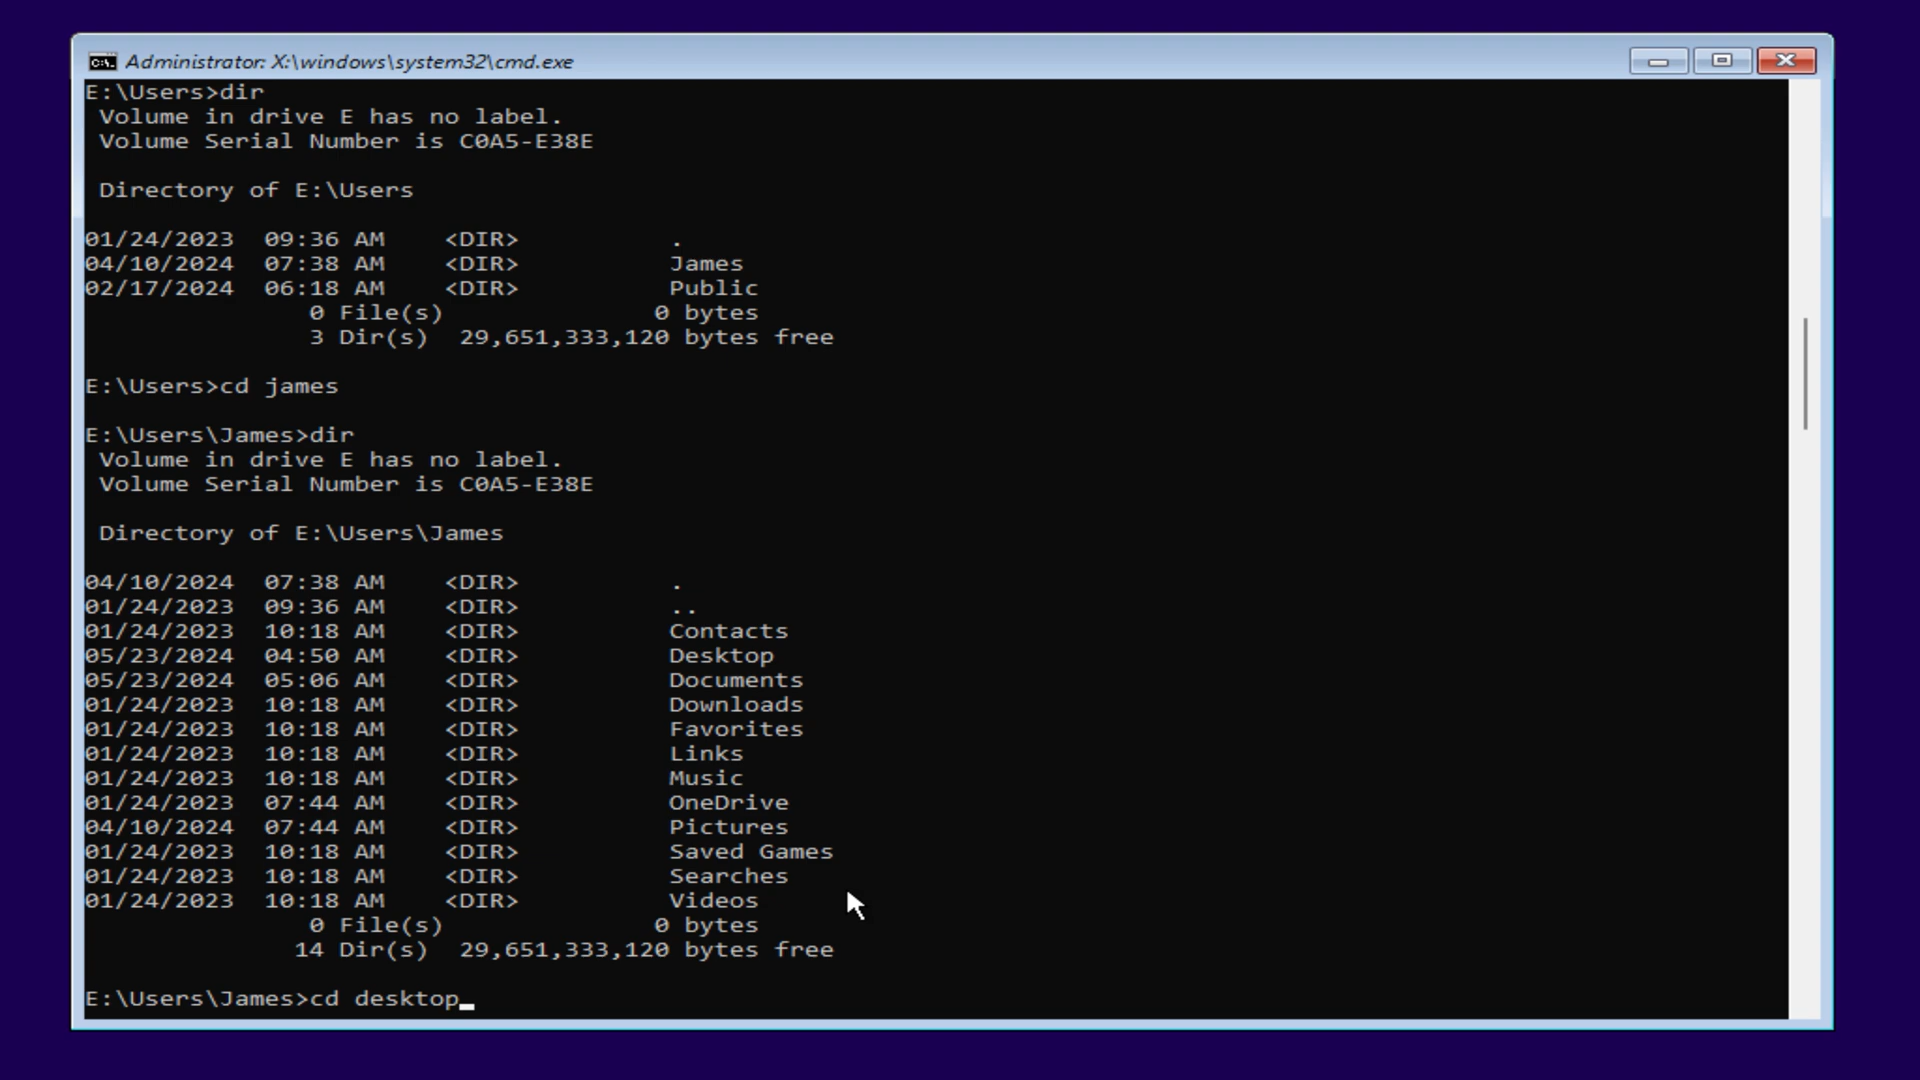 Administrator: X:\windows\system32\cmd.exe
E:\Users>dir
Volume in drive E has no label.
Volume Serial Number is C0A5-E38E
Directory of E:\Users
01/24/2023 09:36 AM <DIR> .
04/10/2024 07:38 AM <DIR> James
02/17/2024 06:18 AM <DIR> Public
0 File(s) 0 bytes
3 Dir(s) 29,651,333,120 bytes free
E:\Users>cd james
E:\Users\James>dir
Volume in drive E has no label.
Volume Serial Number is C0A5-E38E
Directory of E:\Users\James
04/10/2024 07:38 AM <DIR> .
01/24/2023 09:36 AM <DIR> ..
01/24/2023 10:18 AM <DIR> Contacts
05/23/2024 04:50 AM <DIR> Desktop
05/23/2024 05:06 AM <DIR> Documents
01/24/2023 10:18 AM <DIR> Downloads
01/24/2023 10:18 AM <DIR> Favorites
01/24/2023 10:18 AM <DIR> Links
01/24/2023 10:18 AM <DIR> Music
01/24/2023 07:44 AM <DIR> OneDrive
04/10/2024 07:44 AM <DIR> Pictures
01/24/2023 10:18 AM <DIR> Saved Games
01/24/2023 10:18 AM <DIR> Searches
01/24/2023 10:18 AM <DIR> Videos
0 File(s) 0 bytes
14 Dir(s) 29,651,333,120 bytes free
E:\Users\James>cd desktop_